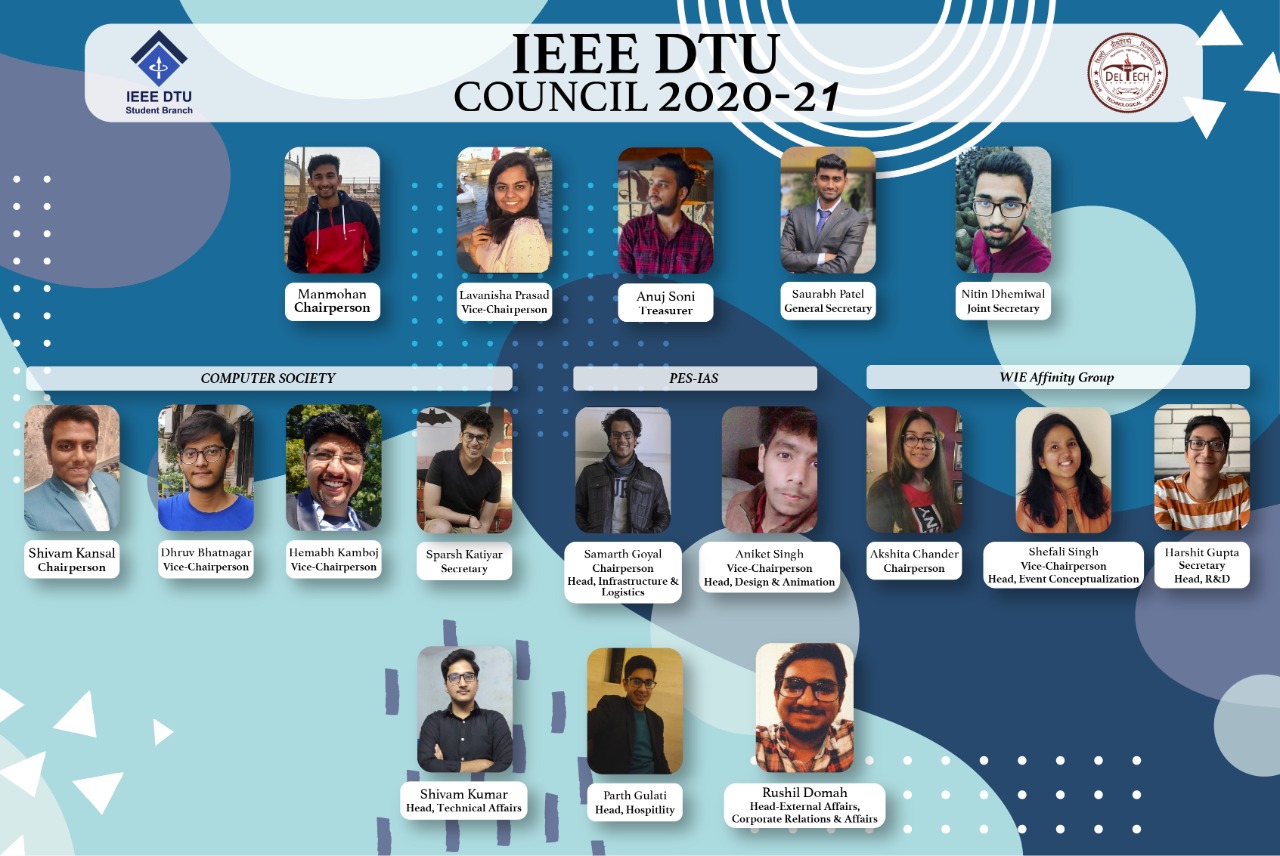 IEEE DTU
COUNCIL 2020-21
IEEE DTU
Student Branch
DELTECH
TECHNOLOGICAL UNIVERSITY
Manmohan
Chairperson
Lavanisha Prasad
Vice-Chairperson
Anuj Soni
Treasurer
Saurabh Patel
General Secretary
Nitin Dhemiwal
Joint Secretary
COMPUTER SOCIETY
Shivam Kansal
Chairperson
Dhruv Bhatnagar
Vice-Chairperson
Hemabh Kamboj
Vice-Chairperson
Sparsh Katiyar
Secretary
PES-IAS
Samarth Goyal
Chairperson
Head, Infrastructure &
Logistics
Aniket Singh
Vice-Chairperson
Head, Design & Animation
WIE Affinity Group
Akshita Chander
Chairperson
Shefali Singh
Vice-Chairperson
Head, Event Conceptualization
Harshit Gupta
Secretary
Head, R&D
Shivam Kumar
Head, Technical Affairs
Parth Gulati
Head, Hospitlity
Rushil Domah
Head-External Affairs,
Corporate Relations & Affairs